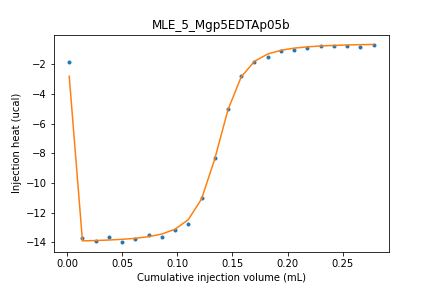 MLE_5_Mgp5EDTAp05b
Injection heat (ucal)
−2
−4
−6
−8
−10
−12
−14
0.00 0.05 0.10 0.15 0.20 0.25
Cumulative injection volume (mL)